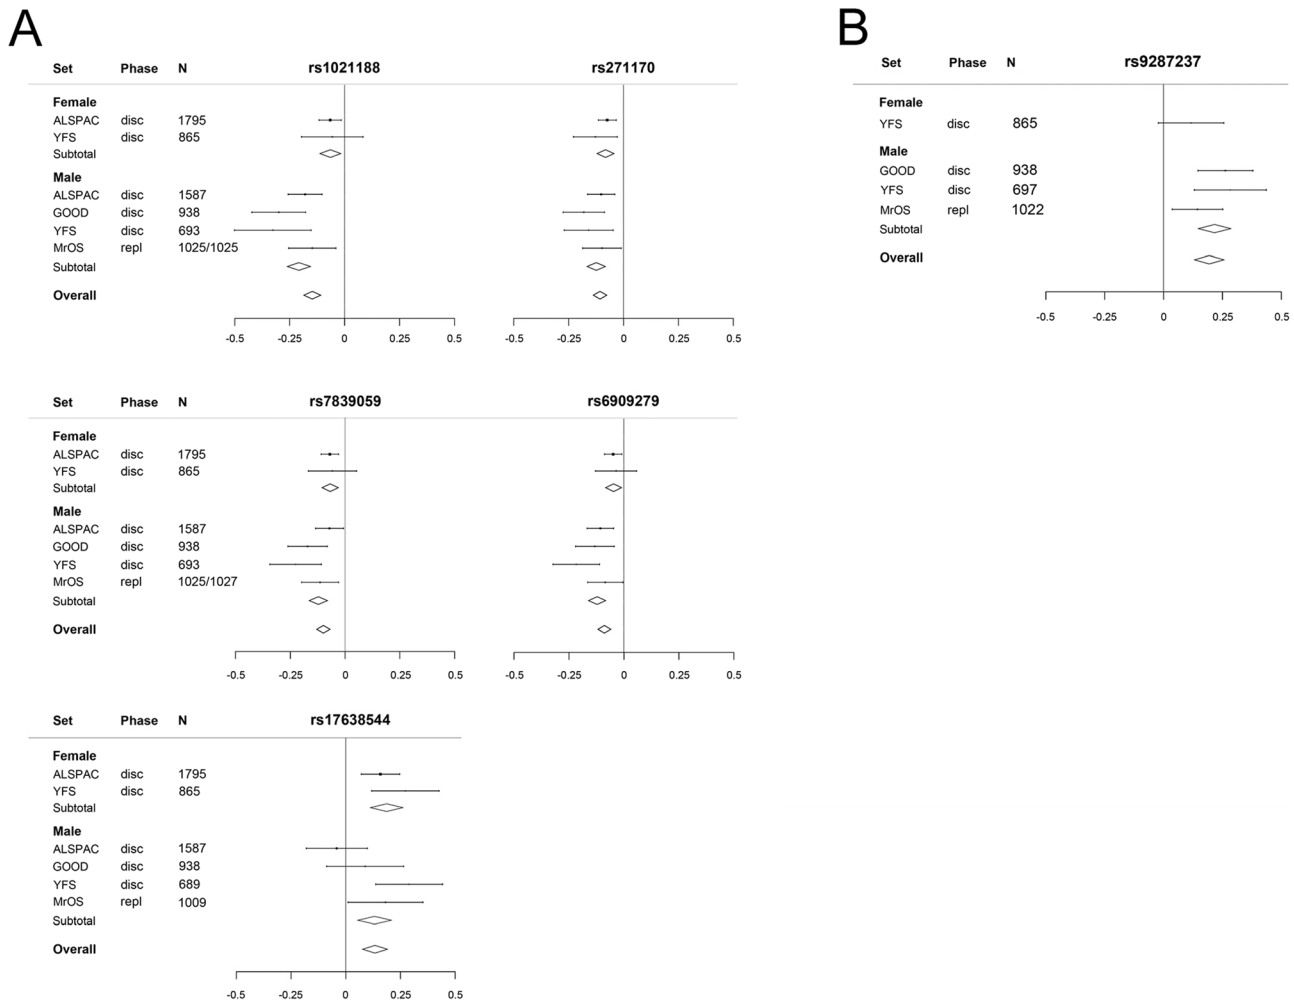 A
Set Phase N rs1021188 rs271170
Female
ALSPAC disc 1795
YFS disc 865
Subtotal
Male
ALSPAC disc 1587
GOOD disc 938
YFS disc 693
MrOS repl 1025/1025
Subtotal
Overall
-0.5 -0.25 0 0.25 0.5 -0.5 -0.25 0 0.25 0.5
B
Set Phase N rs9287237
Female
YFS disc 865
Male
GOOD disc 938
YFS disc 697
MrOS repl 1022
Subtotal
Overall
-0.5 -0.25 0 0.25 0.5
Set Phase N rs7839059 rs6909279
Female
ALSPAC disc 1795
YFS disc 865
Subtotal
Male
ALSPAC disc 1587
GOOD disc 938
YFS disc 693
MrOS repl 1025/1027
Subtotal
Overall
-0.5 -0.25 0 0.25 0.5 -0.5 -0.25 0 0.25 0.5
Set Phase N rs17638544
Female
ALSPAC disc 1795
YFS disc 865
Subtotal
Male
ALSPAC disc 1587
GOOD disc 938
YFS disc 689
MrOS repl 1009
Subtotal
Overall
-0.5 -0.25 0 0.25 0.5